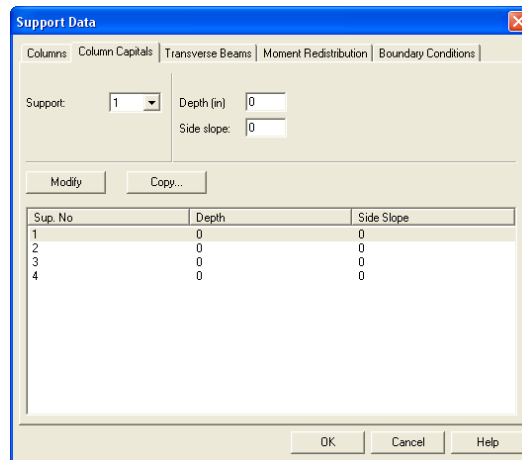 Support Data
Columns Column Capitals Transverse Beams Moment Redistribution Boundary Conditions
Support: 1 Depth (in) 0
Side slope: 0
Modify Copy...
Sup. No Depth Side Slope
1 0 0
2 0 0
3 0 0
4 0 0
OK Cancel Help